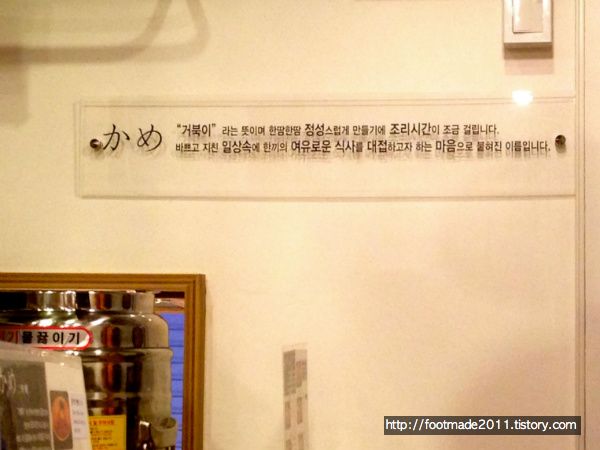 かめ "거북이" 라는 뜻이며 한땀한땀 정성스럽게 만들기에 조리시간이 조금 걸립니다.
바쁘고 지친 일상속에 한끼의 여유로운 식사를 대접하고자 하는 마음으로 붙혀진 이름입니다.
기물끓이기
http://footmade2011.tistory.com